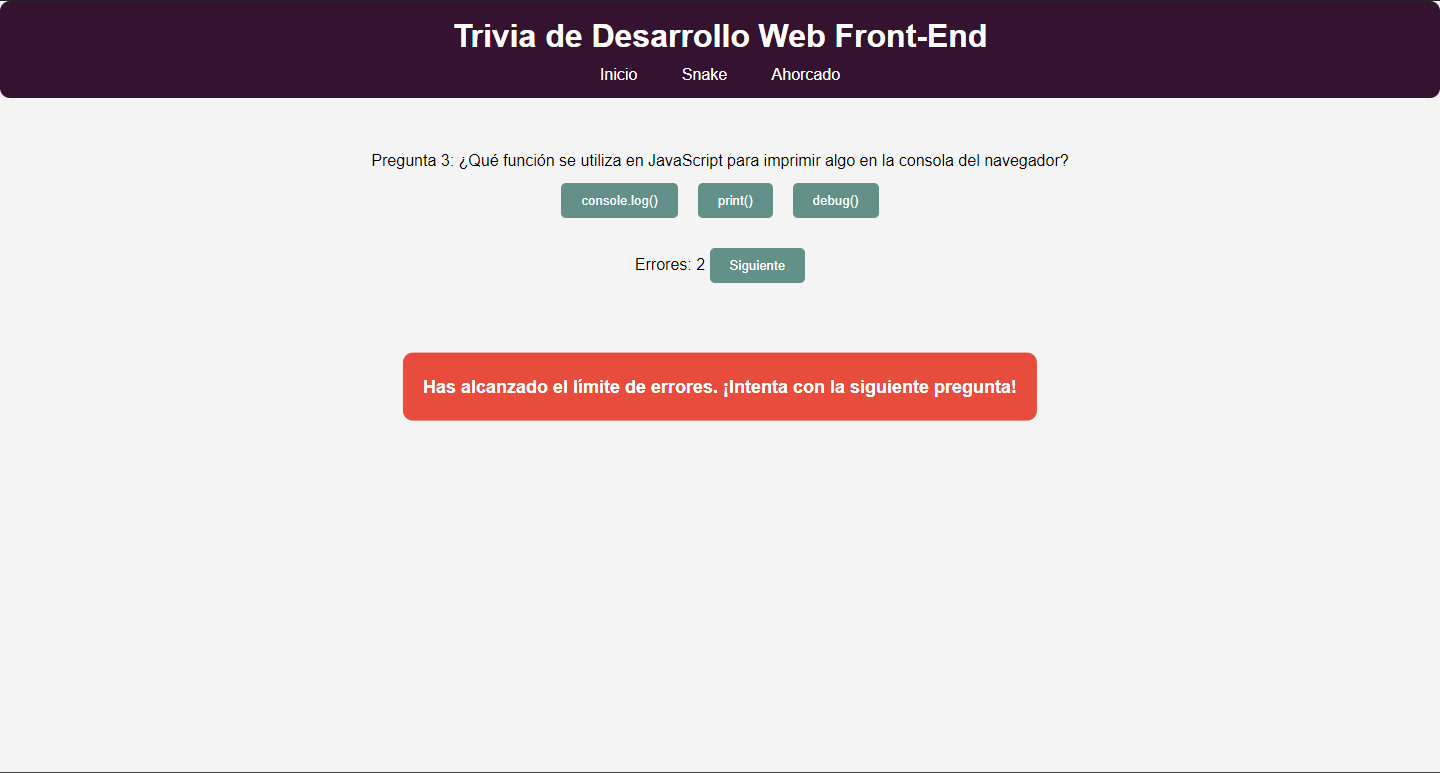 Trivia de Desarrollo Web Front-End
Inicio Snake Ahorcado
Pregunta 3: ¿Qué función se utiliza en JavaScript para imprimir algo en la consola del navegador?
console.log() print() debug()
Errores: 2 Siguiente
Has alcanzado el límite de errores. ¡Intenta con la siguiente pregunta!